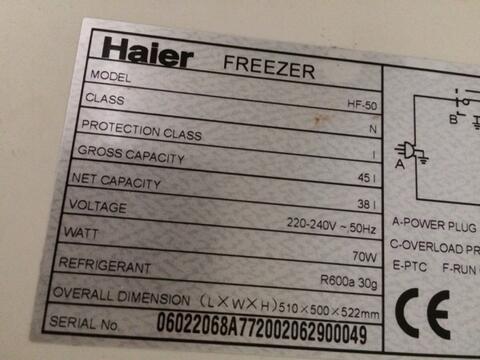 Haier FREEZER
MODEL HF-50
CLASS N
PROTECTION CLASS I
GROSS CAPACITY 45 l
NET CAPACITY 38 l
VOLTAGE 220-240V ~,50Hz
WATT 70W
REFRIGERANT R600a 30g
OVERALL DIMENSION (L×W×H) 510×500×522mm
SERIAL No. 06022068A772002062900049
B
A
A-POWER PLUG
C-OVERLOAD PR
E-PTC F-RUN
CE